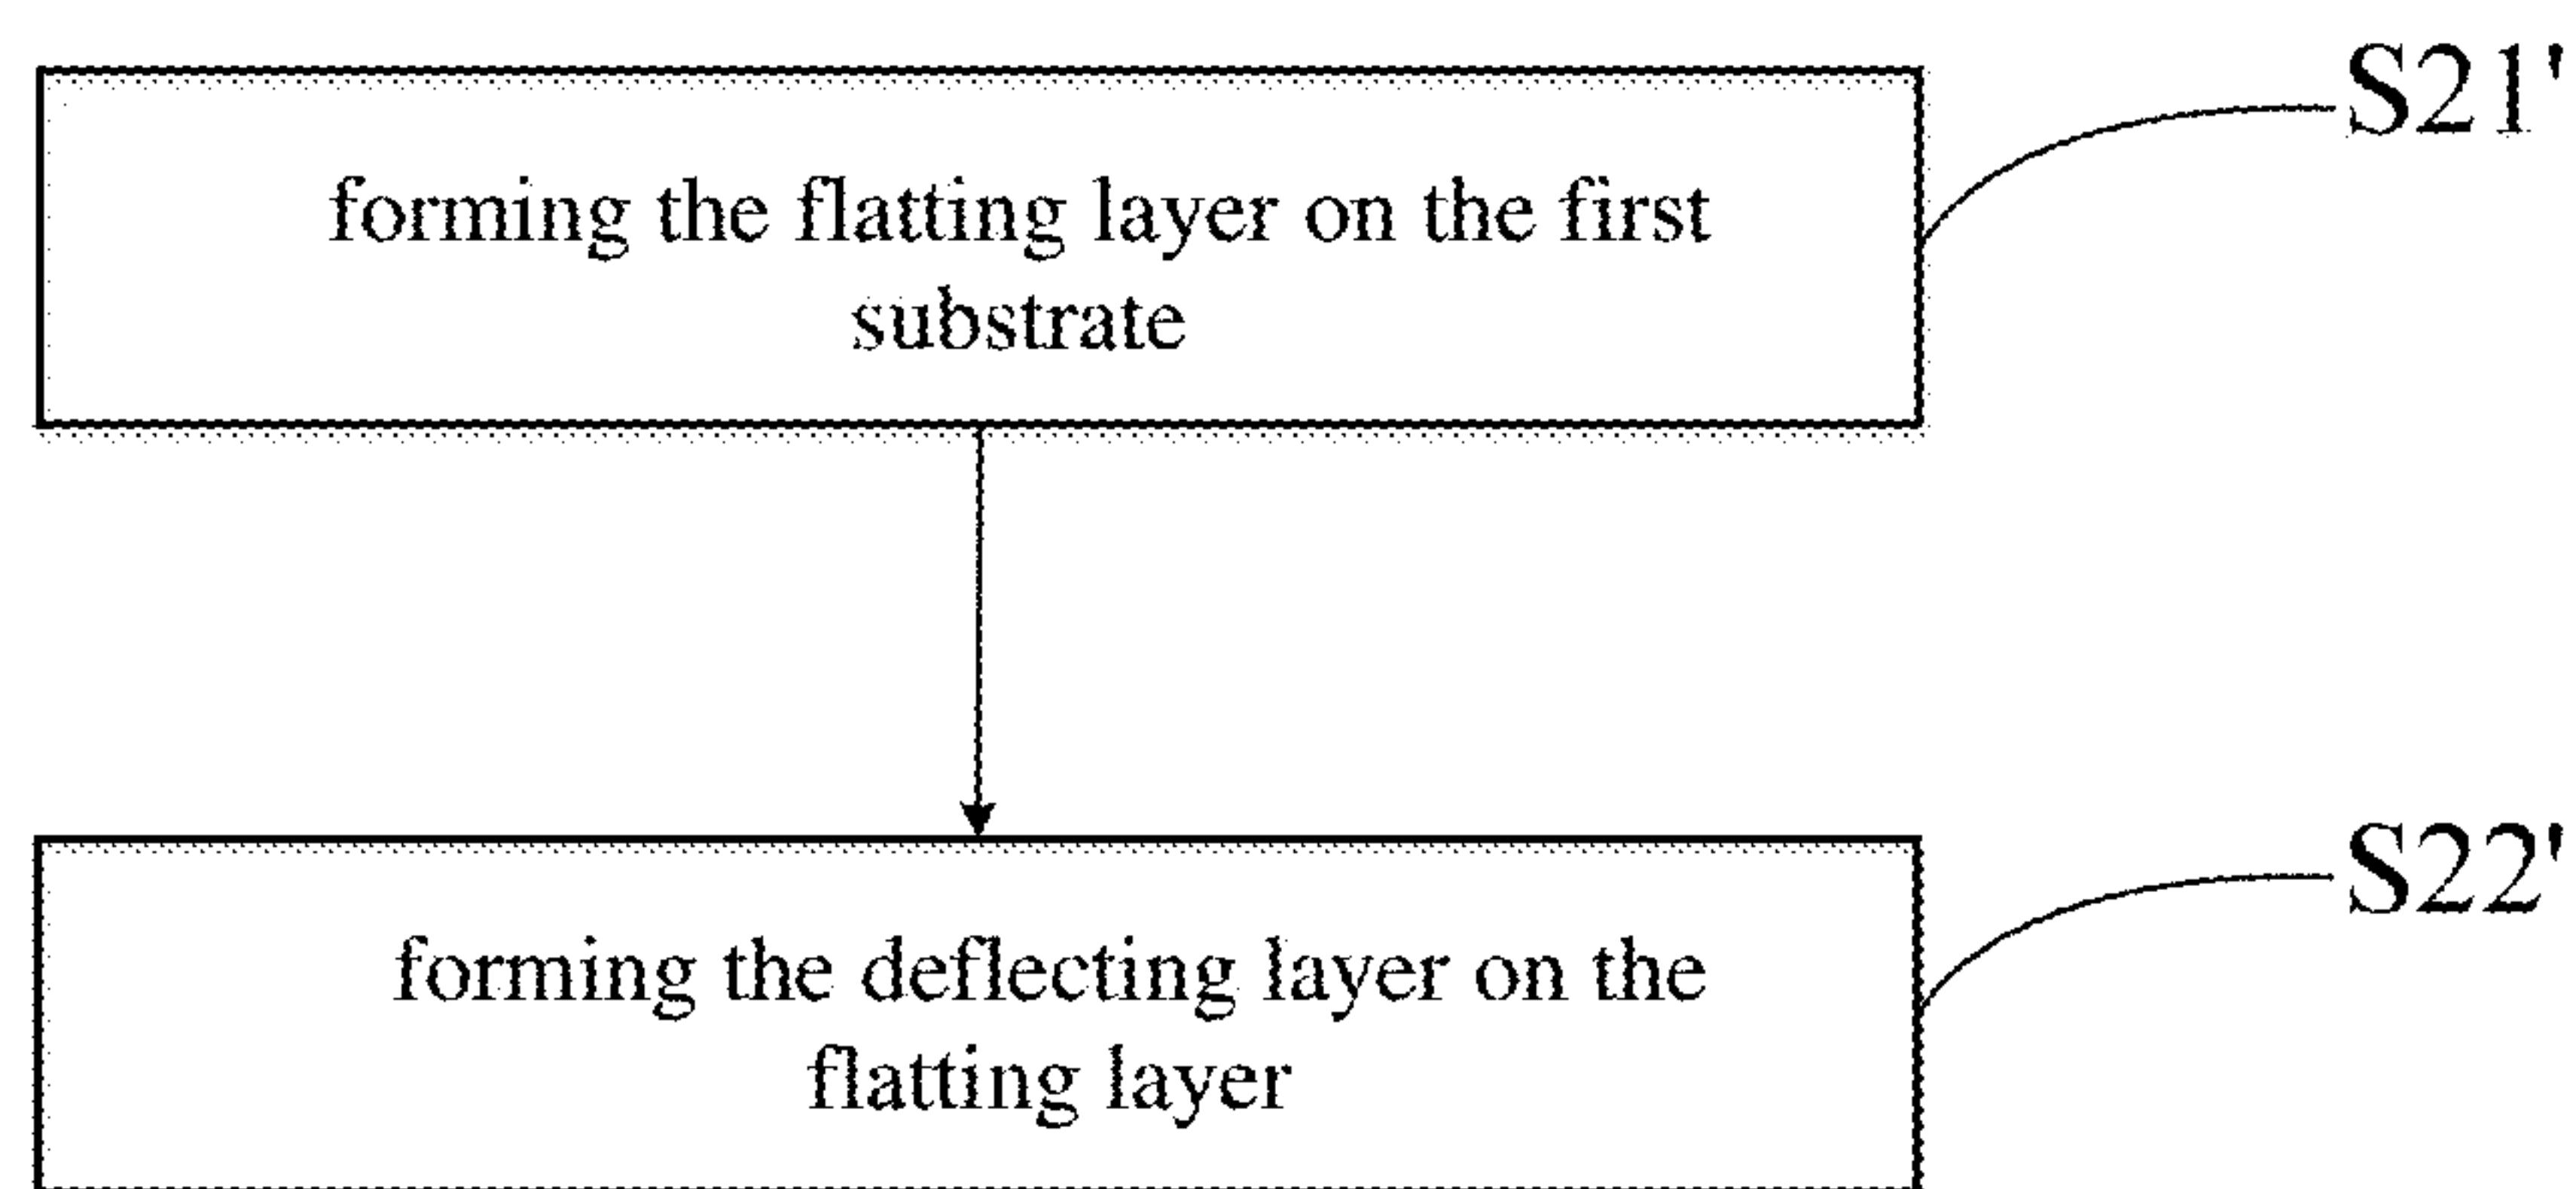 S21'
forming the flatting layer on the first
substrate
S22'
forming the deflecting layer on the
flatting layer